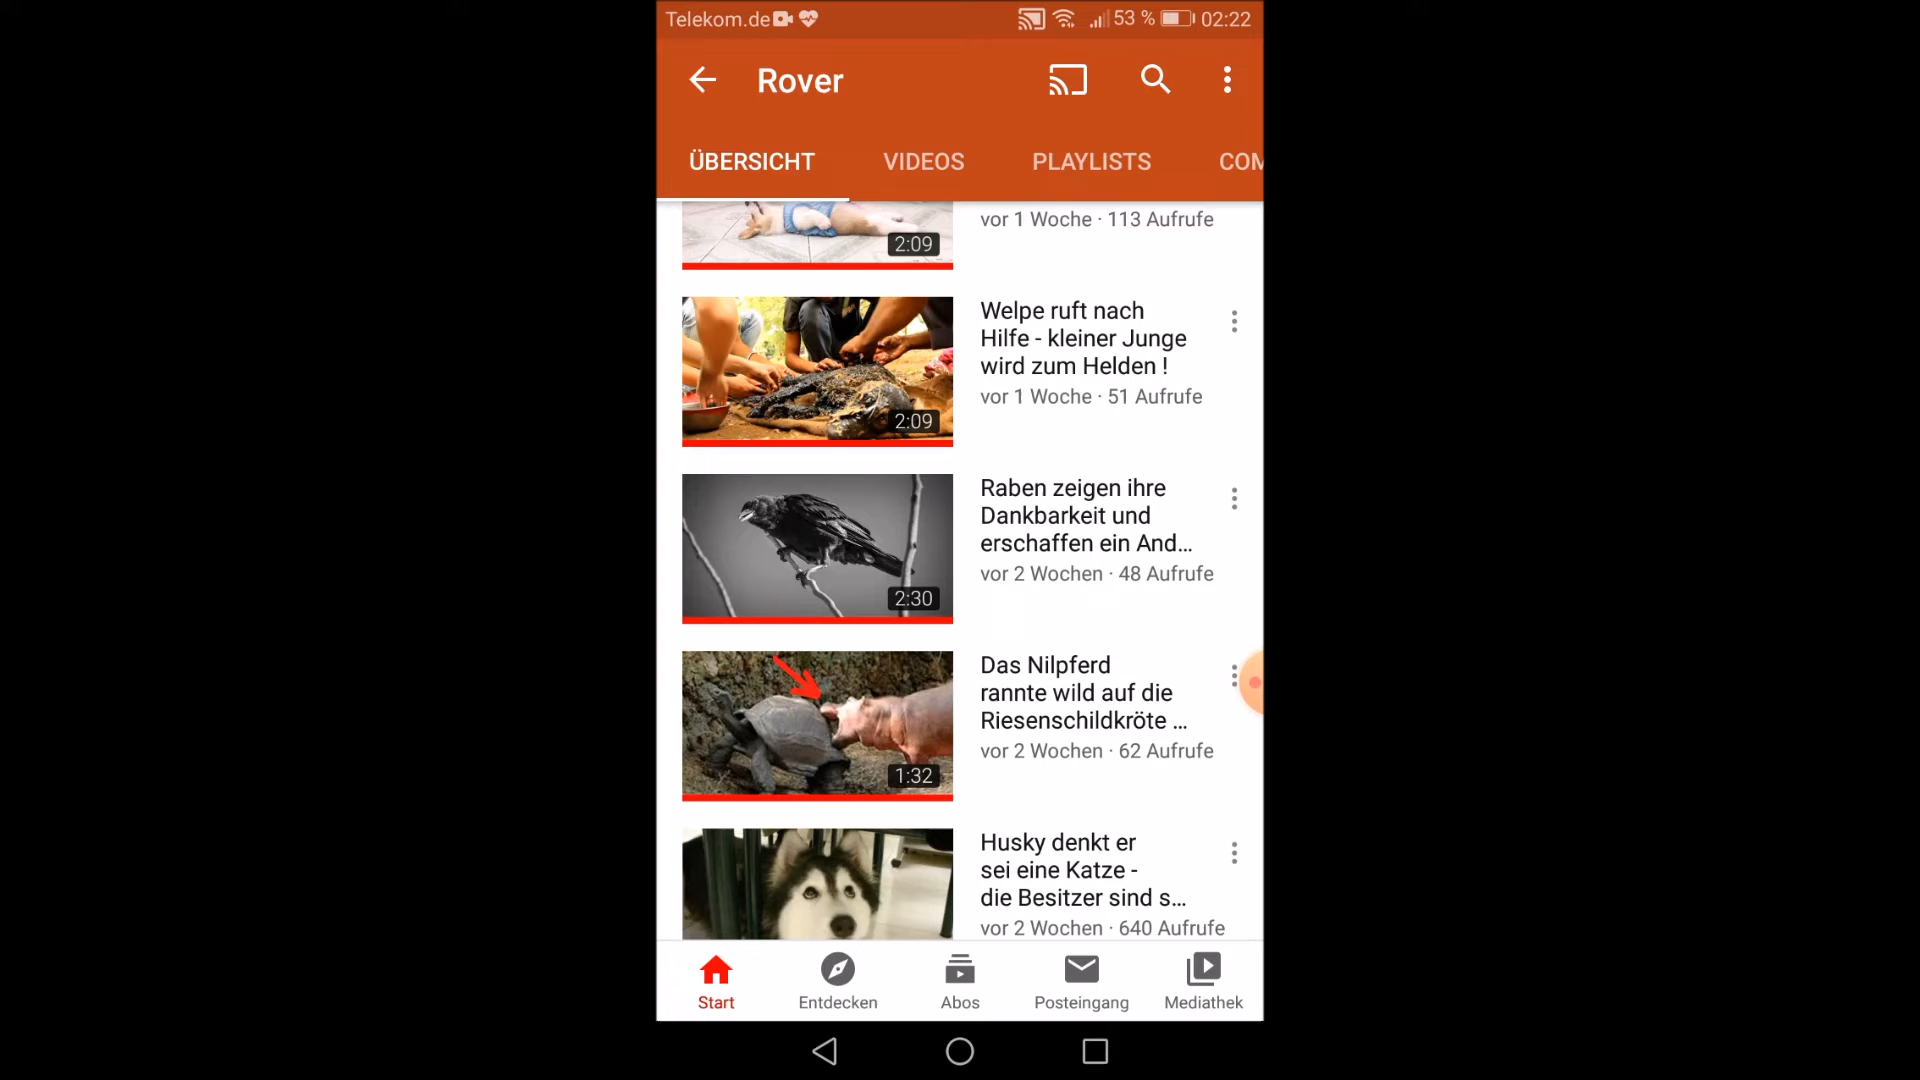 Telekom.de 53 % 02:22
Rover
ÜBERSICHT VIDEOS PLAYLISTS COM
2:09
vor 1 Woche · 113 Aufrufe
2:09
Welpe ruft nach
Hilfe - kleiner Junge
wird zum Helden !
vor 1 Woche · 51 Aufrufe
2:30
Raben zeigen ihre
Dankbarkeit und
erschaffen ein And...
vor 2 Wochen · 48 Aufrufe
1:32
Das Nilpferd
rannte wild auf die
Riesenschildkröte ...
vor 2 Wochen · 62 Aufrufe
Husky denkt er
sei eine Katze -
die Besitzer sind s...
vor 2 Wochen · 640 Aufrufe
Start Entdecken Abos Posteingang Mediathek